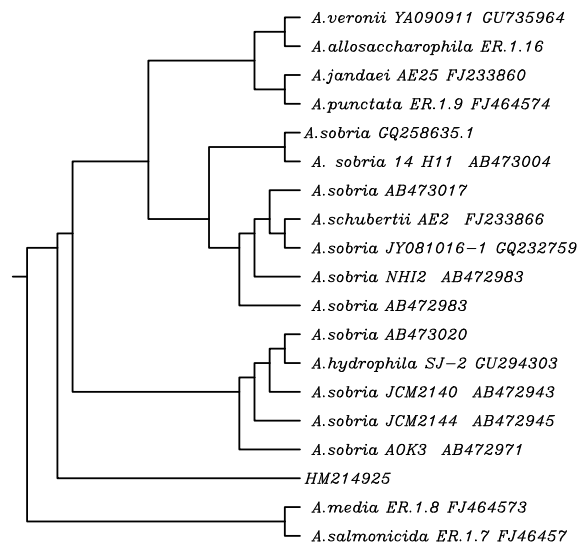 A.veronii YA090911 GU735964
A.allosaccharophila ER.1.16
A.jandaei AE25 FJ233860
A.punctata ER.1.9 FJ464574
A.sobria GQ258635.1
A. sobria 14 H11 AB473004
A.sobria AB473017
A.schubertii AE2 FJ233866
A.sobria JY081016-1 GQ232759
A.sobria NHI2 AB472983
A.sobria AB472983
A.sobria AB473020
A.hydrophila SJ-2 GU294303
A.sobria JCM2140 AB472943
A.sobria JCM2144 AB472945
A.sobria AOK3 AB472971
HM214925
A.media ER.1.8 FJ464573
A.salmonicida ER.1.7 FJ46457